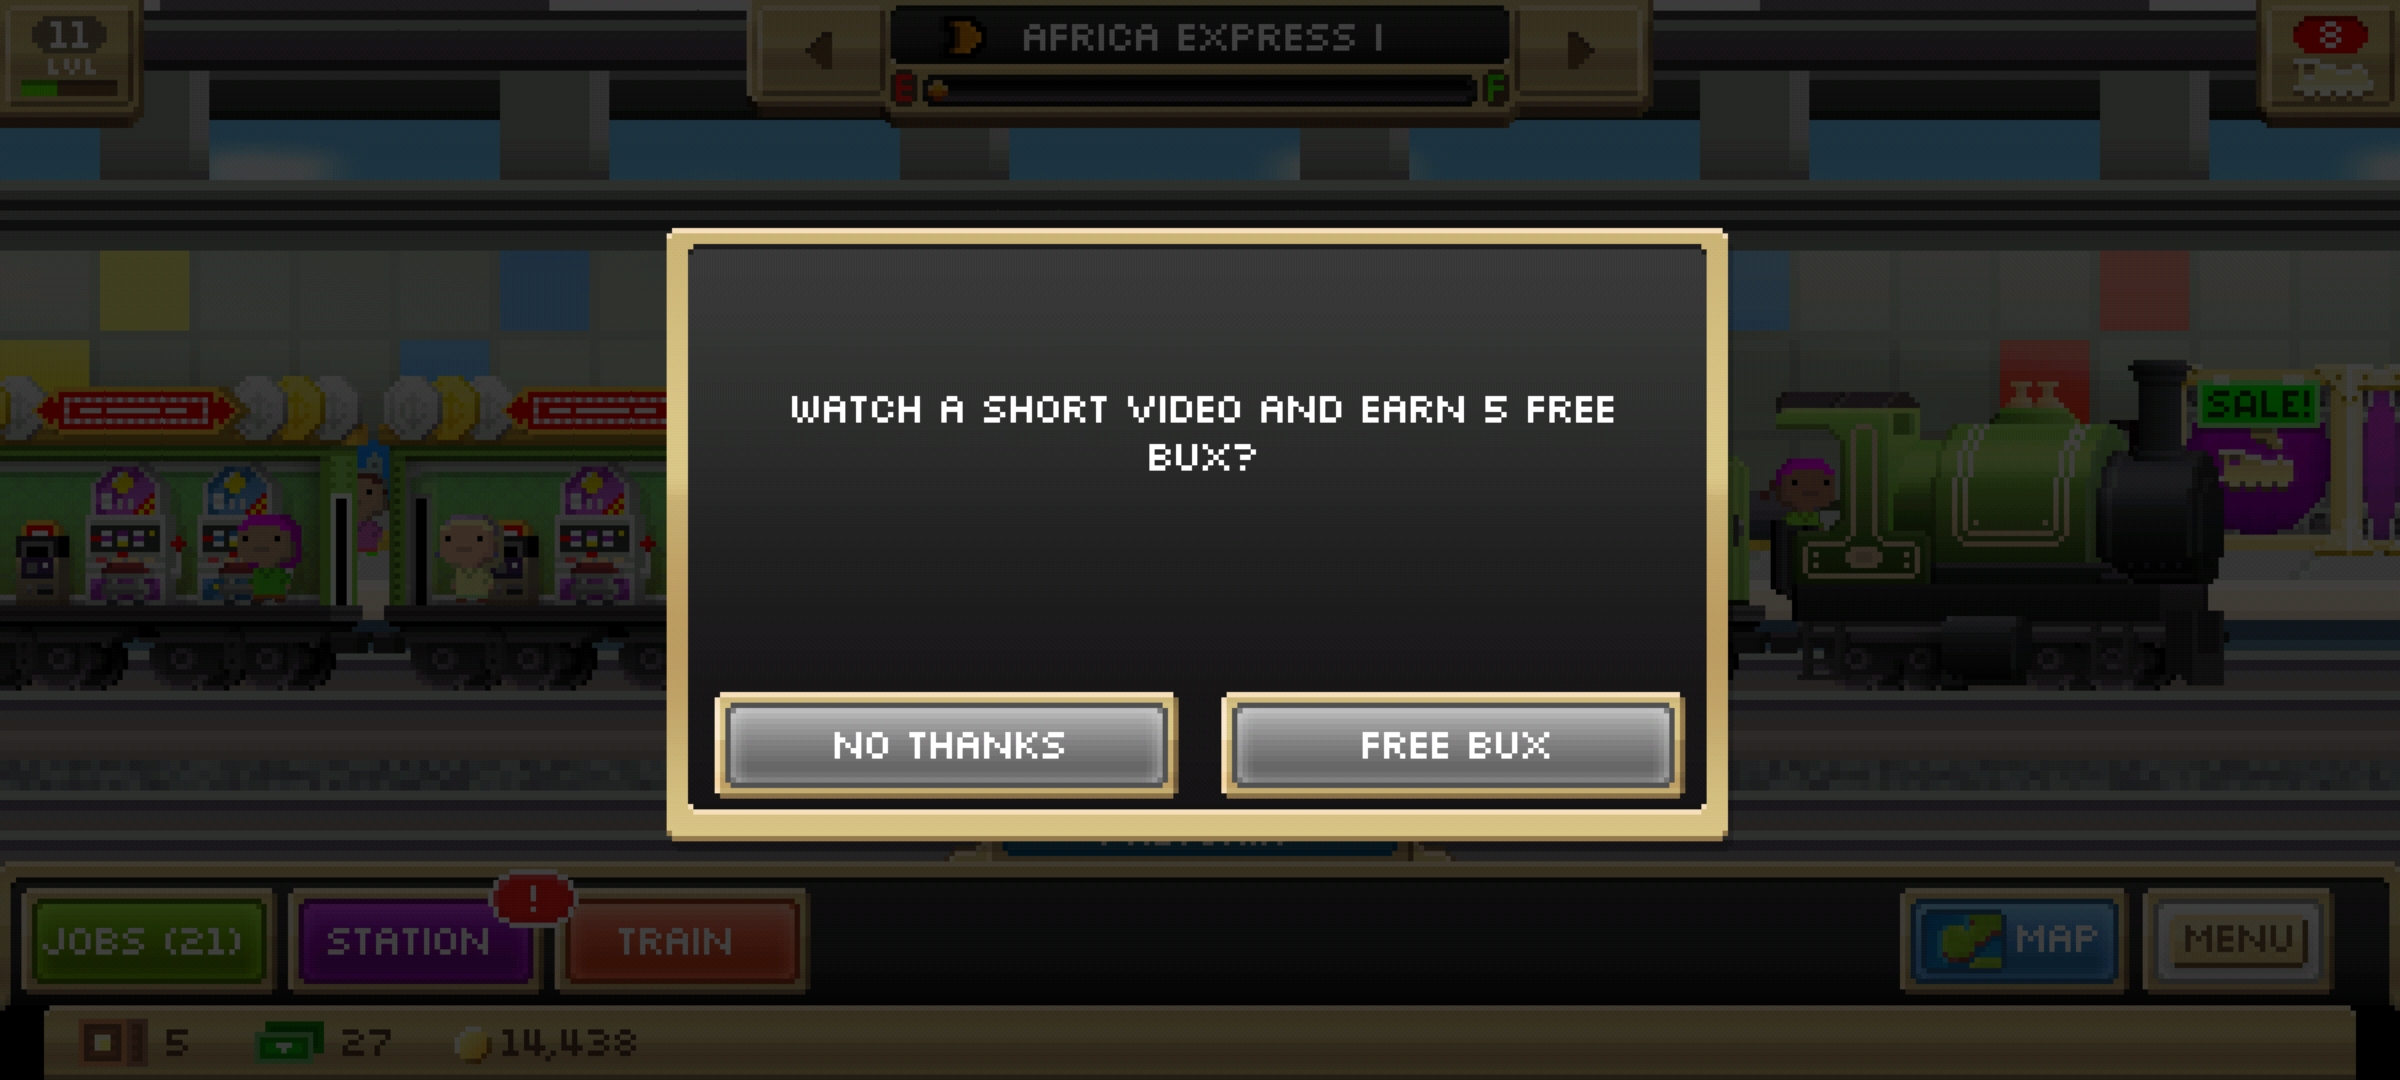 11
LVL
AFRICA EXPRESS 1
E
F
8
SALE!
WATCH A SHORT VIDEO AND EARN 5 FREE
BUX?
NO THANKS
FREE BUX
JOBS (21)
STATION
!
TRAIN
MAP
MENU
5
27
14,438